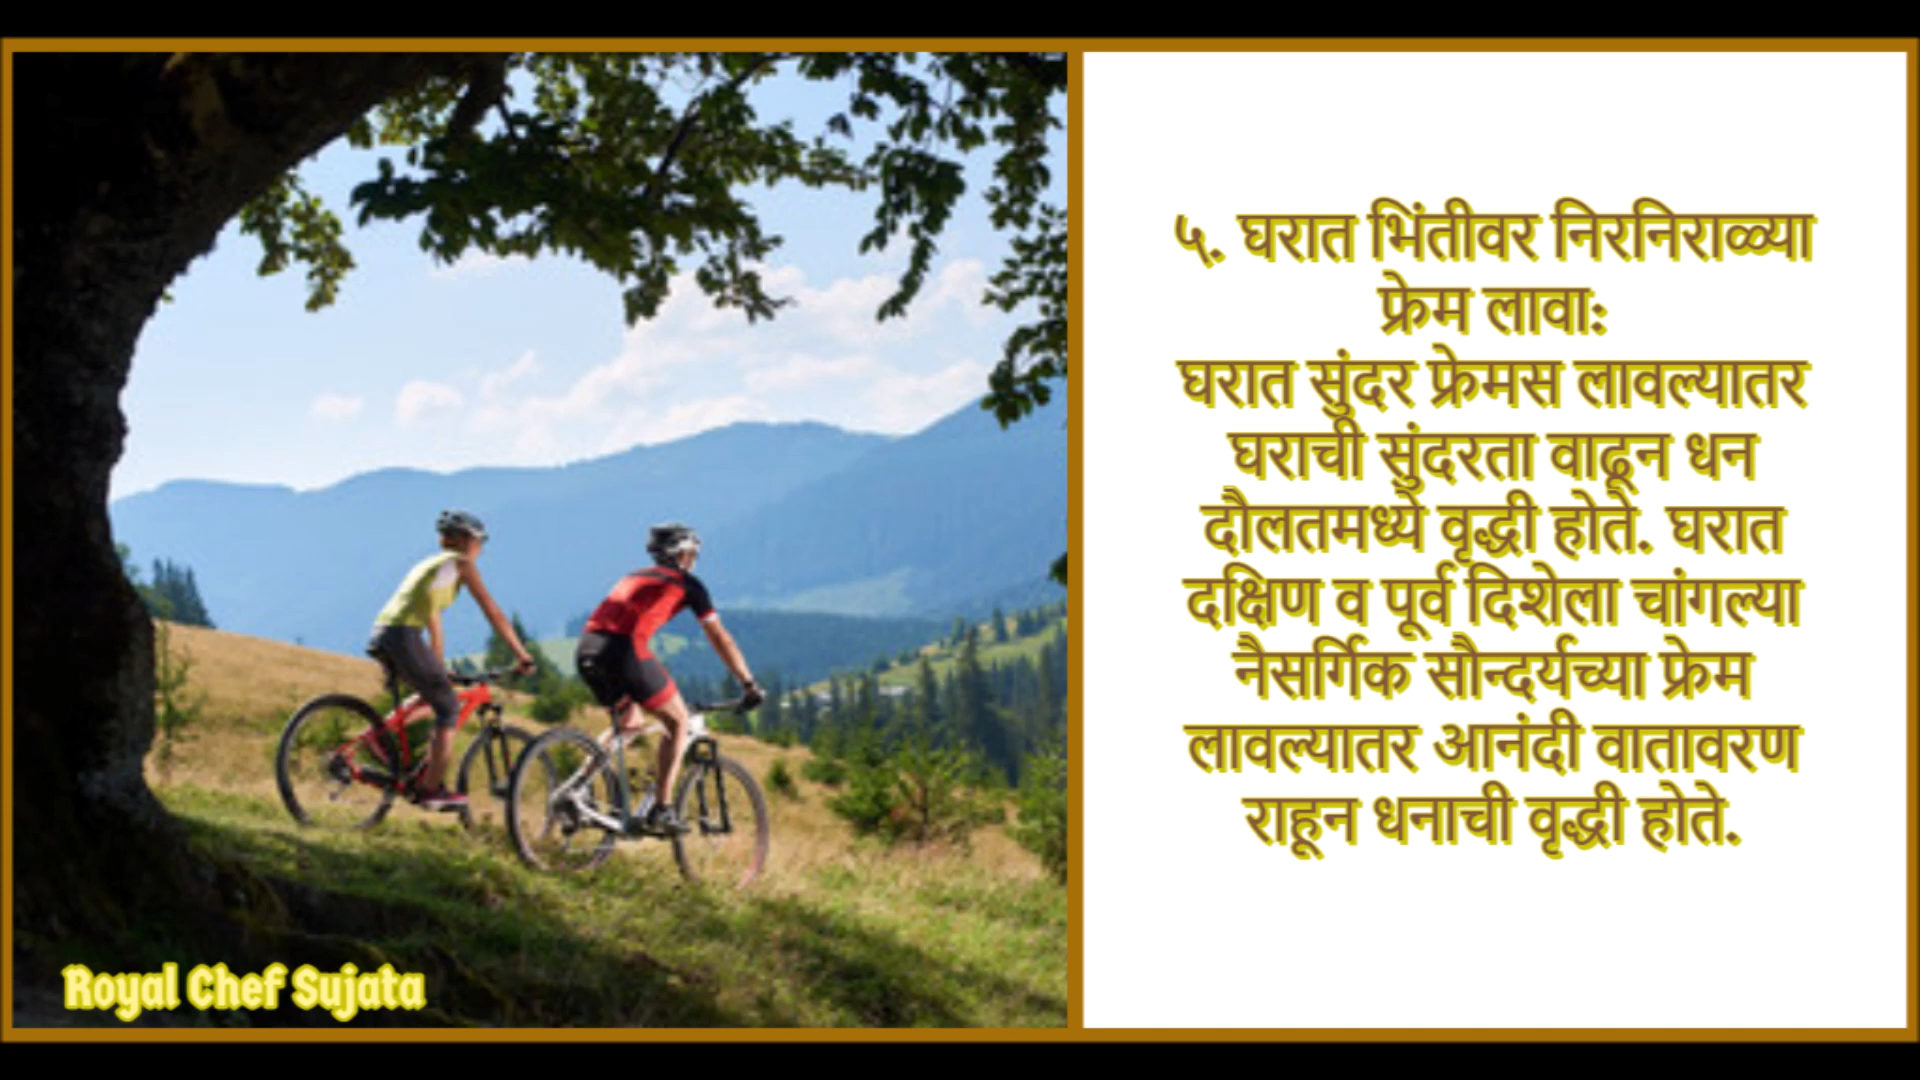 ५. घरात भिंतीवर निरनिराळ्या
फ्रेम लावाः
घरात सुंदर फ्रेमस लावल्यातर
घराची सुंदरता वाढून धन
दौलतमध्ये वृद्धी होते. घरात
दक्षिण व पूर्व दिशेला चांगल्या
नैसर्गिक सौन्दर्यच्या फ्रेम
लावल्यातर आनंदी वातावरण
राहून धनाची वृद्धी होते.
Royal Chef Sujata